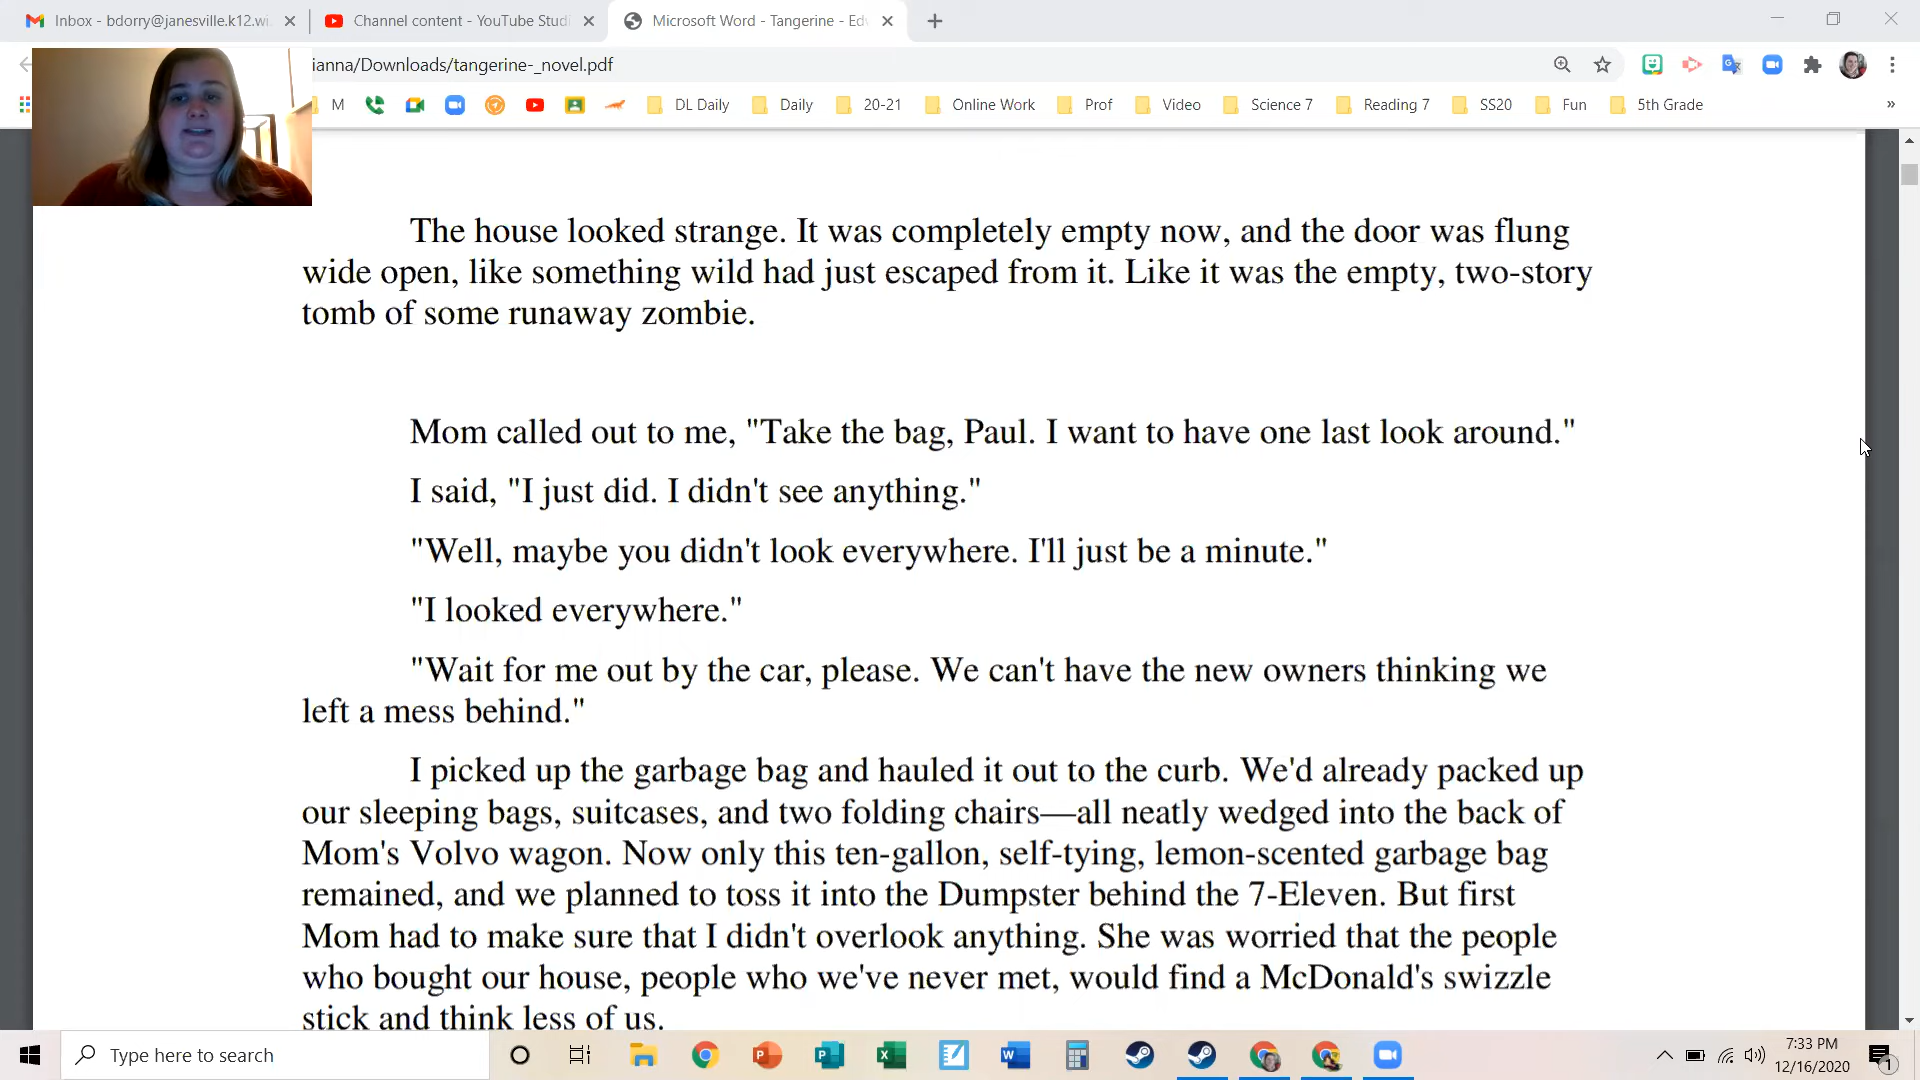 Inbox - bdorry@janesville.k12.wi.
Channel content - YouTube Studi
Microsoft Word - Tangerine - Edw
ianna/Downloads/tangerine-_novel.pdf
M
DL Daily
Daily
20-21
Online Work
Prof
Video
Science 7
Reading 7
SS20
Fun
5th Grade
»
The house looked strange. It was completely empty now, and the door was flung
wide open, like something wild had just escaped from it. Like it was the empty, two-story
tomb of some runaway zombie.
Mom called out to me, "Take the bag, Paul. I want to have one last look around."
I said, "I just did. I didn't see anything."
"Well, maybe you didn't look everywhere. I'll just be a minute."
"I looked everywhere."
"Wait for me out by the car, please. We can't have the new owners thinking we
left a mess behind."
I picked up the garbage bag and hauled it out to the curb. We'd already packed up
our sleeping bags, suitcases, and two folding chairs—all neatly wedged into the back of
Mom's Volvo wagon. Now only this ten-gallon, self-tying, lemon-scented garbage bag
remained, and we planned to toss it into the Dumpster behind the 7-Eleven. But first
Mom had to make sure that I didn't overlook anything. She was worried that the people
who bought our house, people who we've never met, would find a McDonald's swizzle
stick and think less of us.
Type here to search
7:33 PM
12/16/2020
1